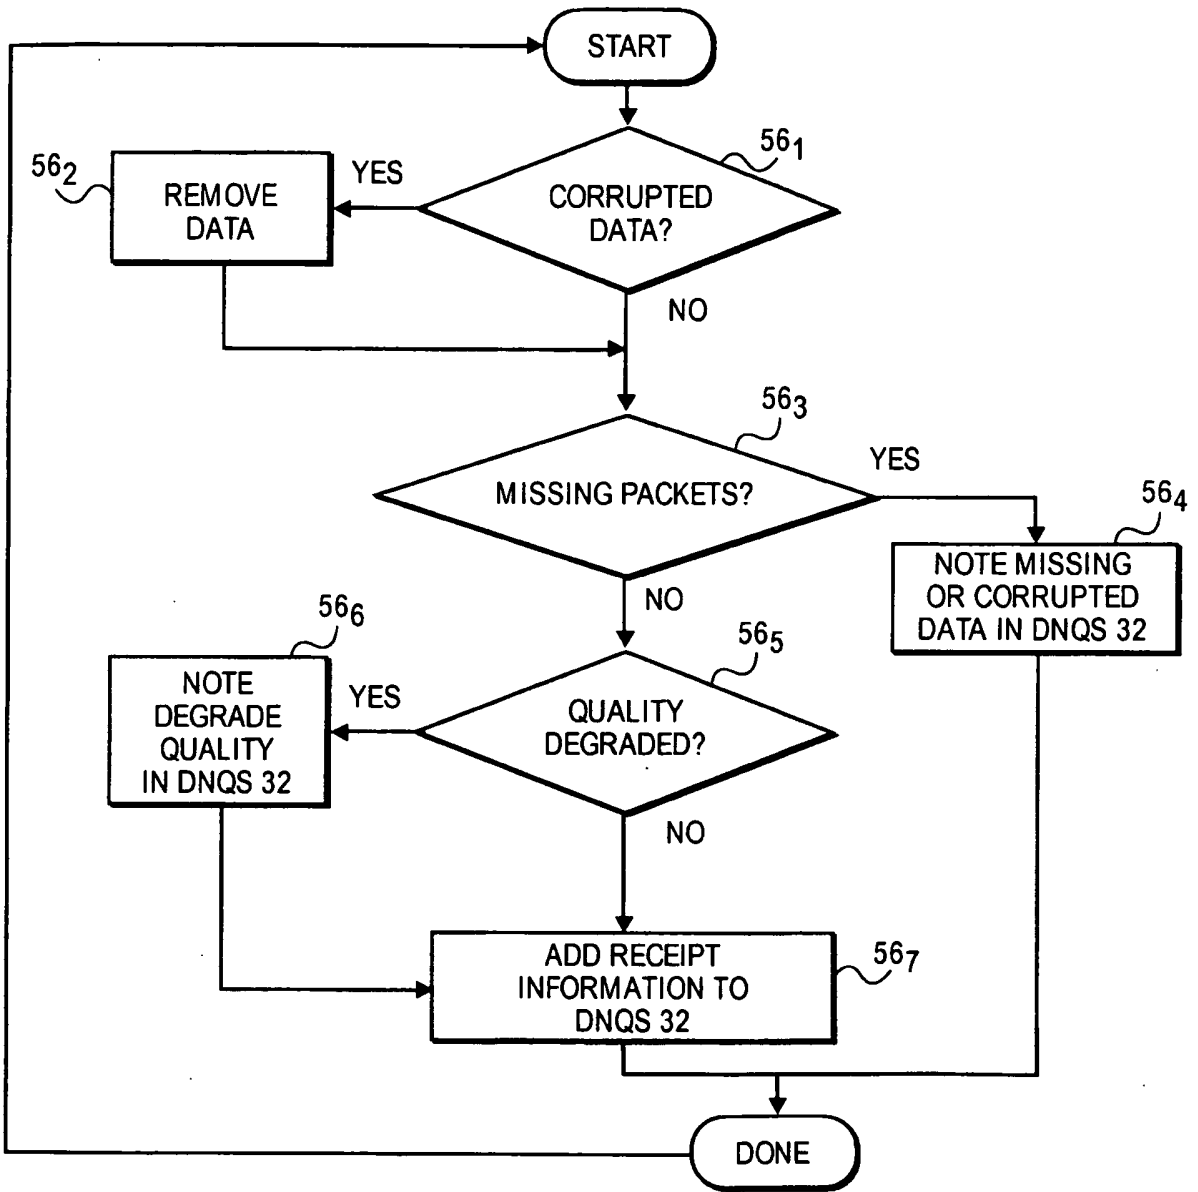 START
56₁
CORRUPTED
DATA?
YES
56₂
REMOVE
DATA
NO
56₃
MISSING PACKETS?
YES
56₄
NOTE MISSING
OR CORRUPTED
DATA IN DNQS 32
NO
56₅
QUALITY
DEGRADED?
YES
56₆
NOTE
DEGRADE
QUALITY
IN DNQS 32
NO
ADD RECEIPT
INFORMATION TO
DNQS 32
56₇
DONE